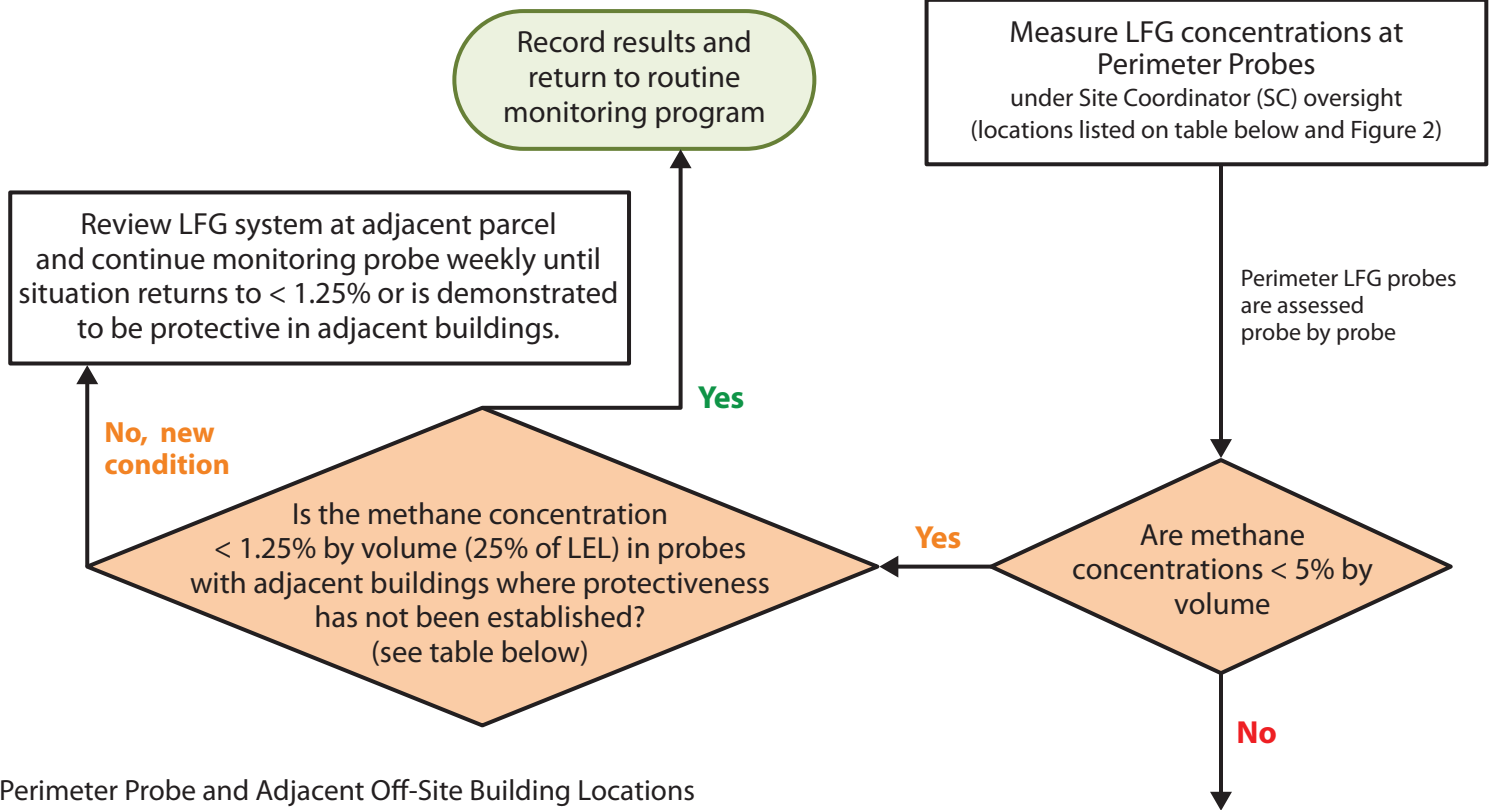 Record results and
return to routine
monitoring program
Measure LFG concentrations at
Perimeter Probes
under Site Coordinator (SC) oversight
(locations listed on table below and Figure 2)
Review LFG system at adjacent parcel
and continue monitoring probe weekly until
situation returns to < 1.25% or is demonstrated
to be protective in adjacent buildings.
Perimeter LFG probes
are assessed
probe by probe
Yes
No, new
condition
Is the methane concentration
< 1.25% by volume (25% of LEL) in probes
with adjacent buildings where protectiveness
has not been established?
(see table below)
Yes
Are methane
concentrations < 5% by
volume
No
Perimeter Probe and Adjacent Off-Site Building Locations